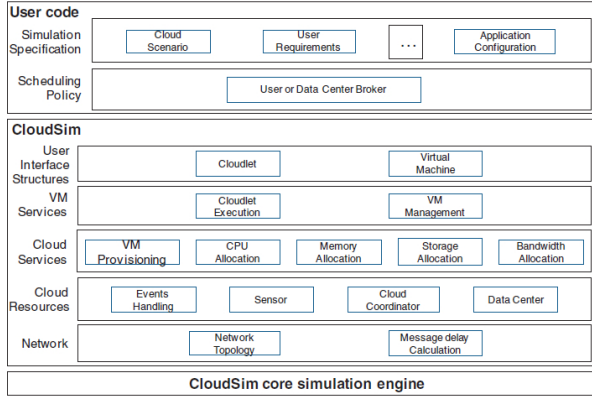 User code
Simulation
Specification
Cloud
Scenario
User
Requirements
...
Application
Configuration
Scheduling
Policy
User or Data Center Broker
CloudSim
User
Interface
Structures
Cloudlet
Virtual
Machine
VM
Services
Cloudlet
Execution
VM
Management
Cloud
Services
VM
Provisioning
CPU
Allocation
Memory
Allocation
Storage
Allocation
Bandwidth
Allocation
Cloud
Resources
Events
Handling
Sensor
Cloud
Coordinator
Data Center
Network
Network
Topology
Message delay
Calculation
CloudSim core simulation engine